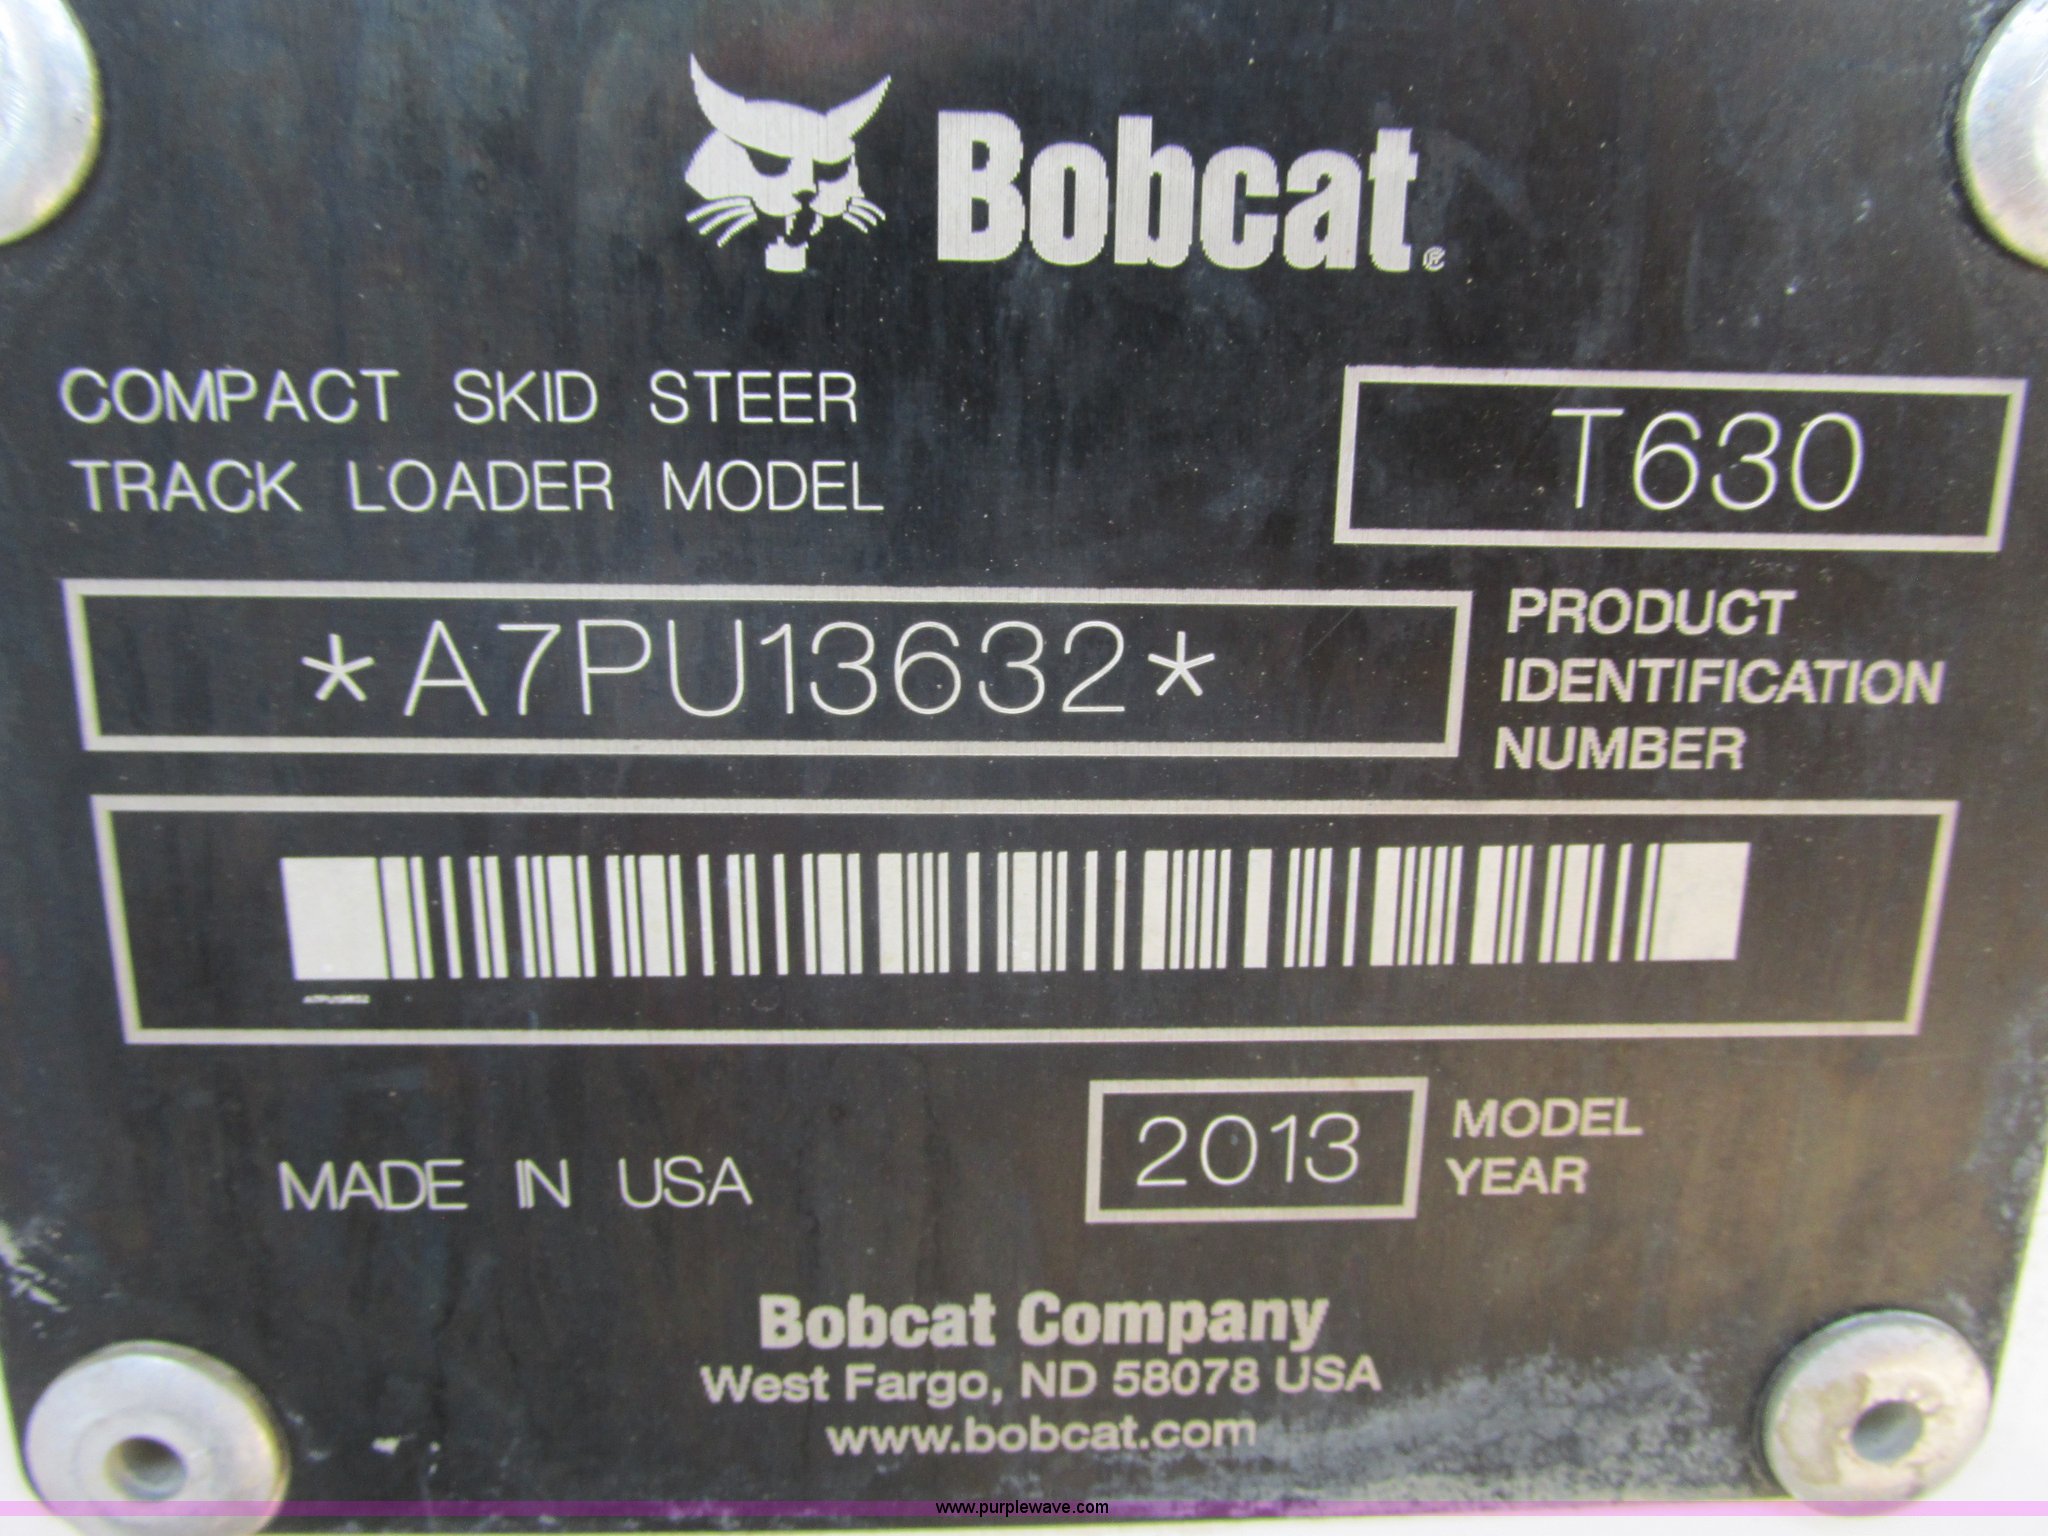 Bobcat®
COMPACT SKID STEER
TRACK LOADER MODEL
T630
*A7PU13632*
PRODUCT
IDENTIFICATION
NUMBER
A7PU13632
MADE IN USA
2013
MODEL
YEAR
Bobcat Company
West Fargo, ND 58078 USA
www.bobcat.com
www.purplewave.com